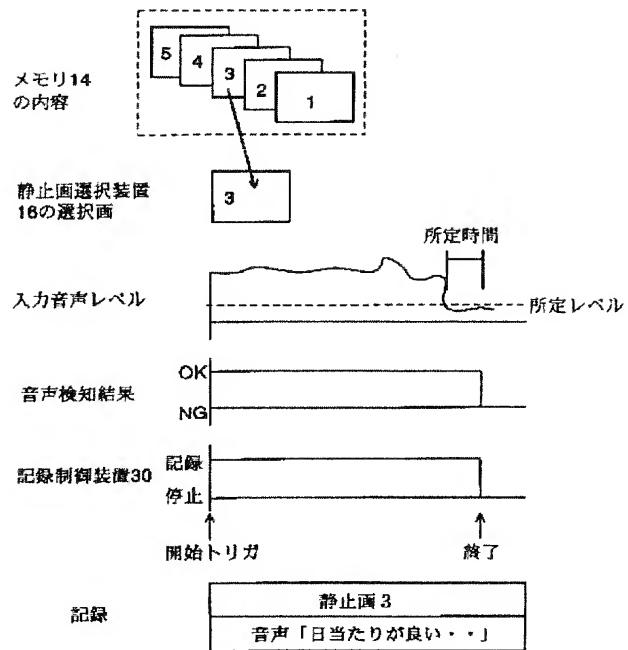 メモリ14
の内容
5
4
3
2
1
静止画選択装置
16の選択画
3
所定時間
入力音声レベル
所定レベル
音声検知結果
OK
NG
記録制御装置30
記録
停止
開始トリガ
終了
記録
静止画3
音声「日当たりが良い・・」